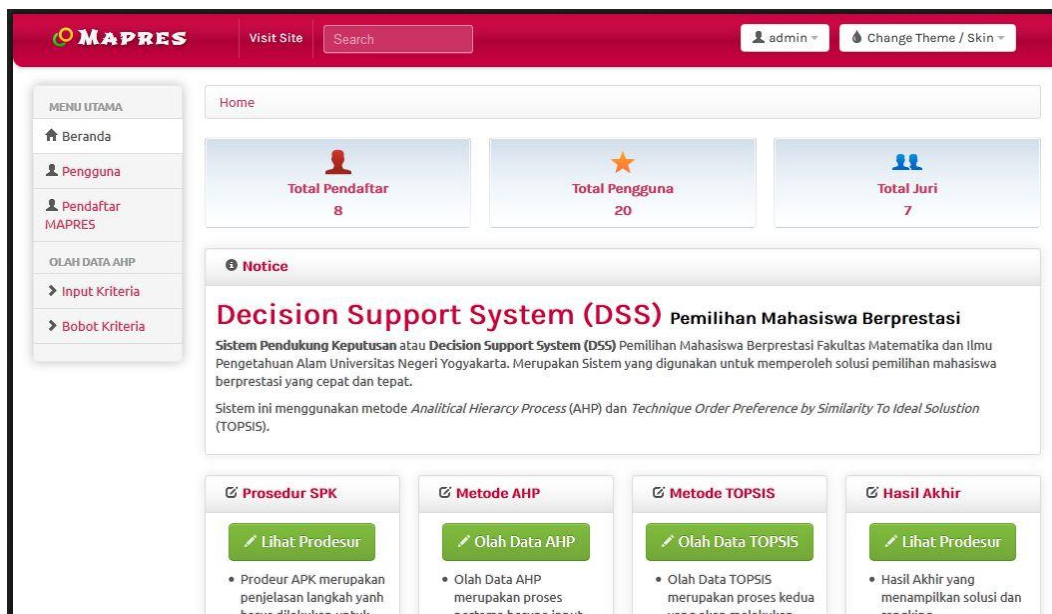 MAPRES
Visit Site
Search
admin
Change Theme / Skin
MENU UTAMA
Beranda
Pengguna
Pendaftar
MAPRES
OLAH DATA AHP
Input Kriteria
Bobot Kriteria
Home
Total Pendaftar
8
Total Pengguna
20
Total Juri
7
Notice
Decision Support System (DSS) Pemilihan Mahasiswa Berprestasi
Sistem Pendukung Keputusan atau Decision Support System (DSS) Pemilihan Mahasiswa Berprestasi Fakultas Matematika dan Ilmu
Pengetahuan Alam Universitas Negeri Yogyakarta. Merupakan Sistem yang digunakan untuk memperoleh solusi pemilihan mahasiswa
berprestasi yang cepat dan tepat.
Sistem ini menggunakan metode Analitical Hierarcy Process (AHP) dan Technique Order Preference by Similarity To Ideal Solustion
(TOPSIS).
Prosedur SPK
Lihat Prodesur
• Prodeur APK merupakan
penjelasan langkah yanh
Metode AHP
Olah Data AHP
• Olah Data AHP
merupakan proses
Metode TOPSIS
Olah Data TOPSIS
• Olah Data TOPSIS
merupakan proses kedua
Hasil Akhir
Lihat Prodesur
• Hasil Akhir yang
menampilkan solusi dan